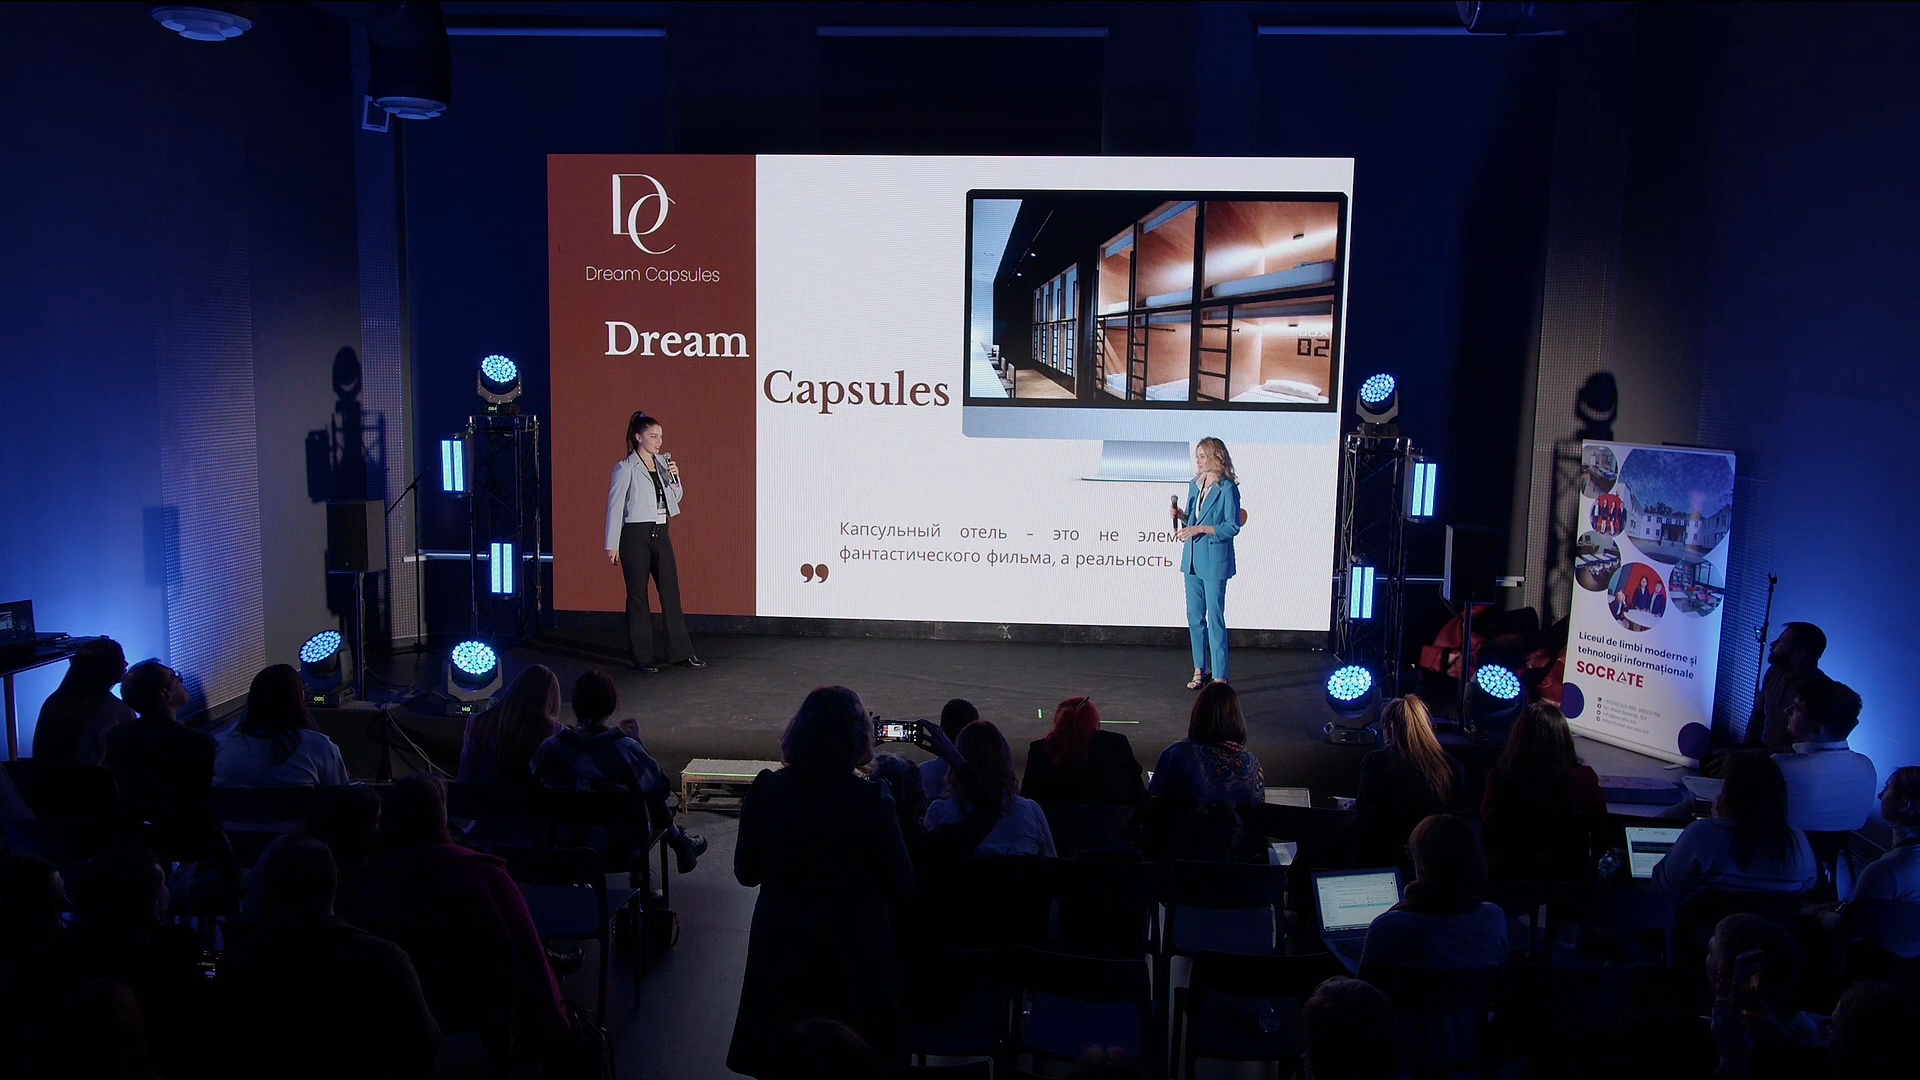 DC
Dream Capsules
Dream
Capsules
02
Капсульный отель – это не
фантастического фильма, а реальность
”
Liceul de limbi moderne și
tehnologii informaționale
SOCRATE